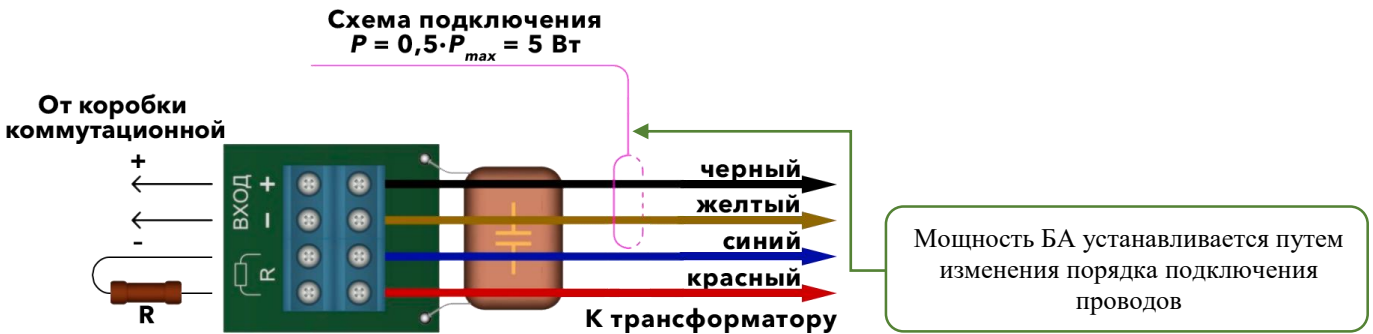 Схема подключения
P = 0,5·Pmax = 5 Вт
От коробки
коммутационной
+
-
ВХОД
+
–
R
R
черный
желтый
синий
красный
К трансформатору
Мощность БА устанавливается путем
изменения порядка подключения
проводов